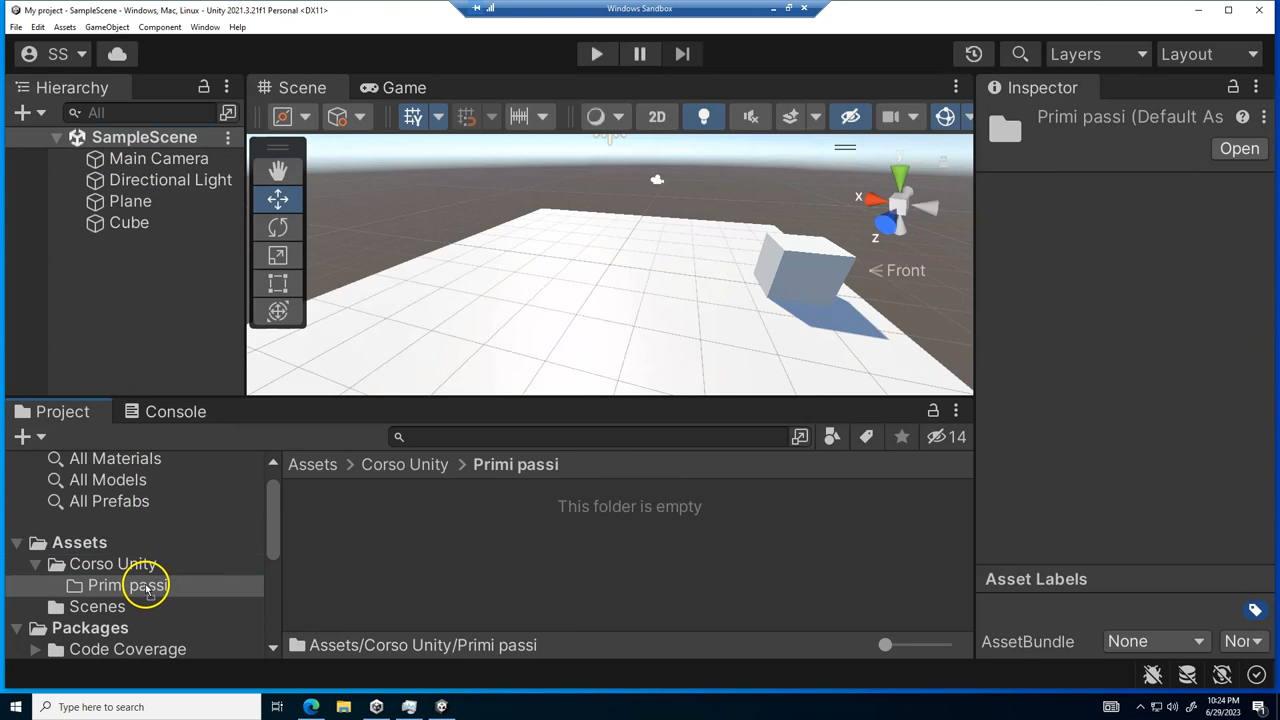 My project - SampleScene - Windows, Mac, Linux - Unity 2021.3.21f1 Personal <DX11>
Windows Sandbox
File Edit Assets GameObject Component Window Help
SS
Layers
Layout
Hierarchy
All
SampleScene
Main Camera
Directional Light
Plane
Cube
Scene
Game
2D
y
x
z
Front
Inspector
Primi passi (Default As
Open
Project
Console
14
All Materials
All Models
All Prefabs
Assets
Corso Unity
Primi passi
Scenes
Packages
Code Coverage
Assets > Corso Unity > Primi passi
This folder is empty
Assets/Corso Unity/Primi passi
Asset Labels
AssetBundle
None
Nor
Type here to search
10:24 PM
6/29/2023
1